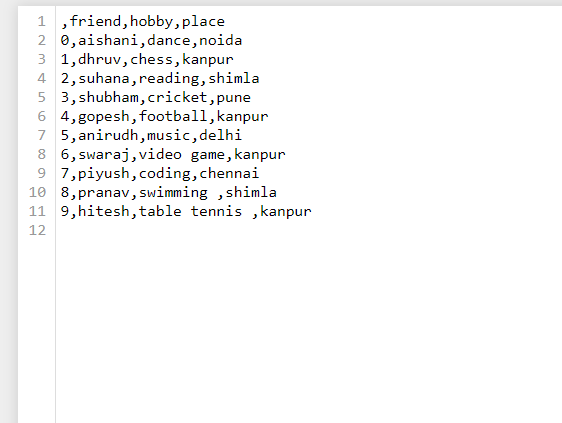 1 ,friend,hobby,place
2 0,aishani,dance,noida
3 1,dhruv,chess,kanpur
4 2,suhana,reading,shimla
5 3,shubham,cricket,pune
6 4,gopesh,football,kanpur
7 5,anirudh,music,delhi
8 6,swaraj,video game,kanpur
9 7,piyush,coding,chennai
10 8,pranav,swimming ,shimla
11 9,hitesh,table tennis ,kanpur
12